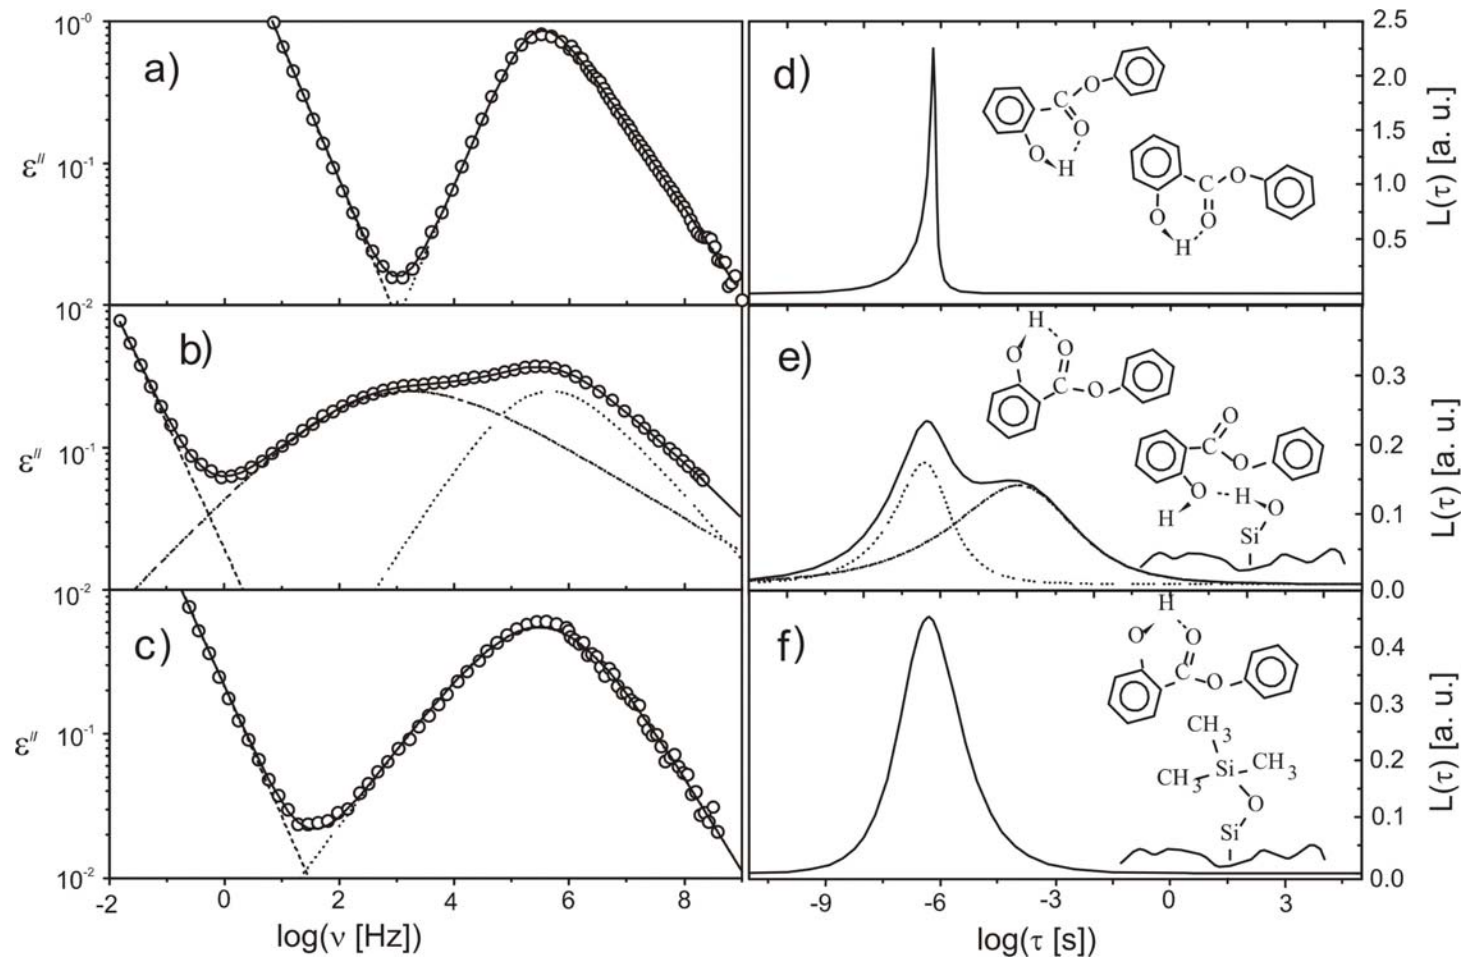 a)
10⁻⁰
10⁻¹
10⁻²
ε″
d)
C
O
O
O
H
C
O
O
O
H
2.5
2.0
1.5
1.0
0.5
L(τ) [a. u.]
b)
10⁻²
10⁻¹
10⁻²
ε″
e)
H
O
O
C
O
O
C
O
O
H
O
H
Si
0.3
0.2
0.1
0.0
L(τ) [a. u.]
c)
10⁻¹
10⁻²
ε″
f)
H
O
O
C
O
CH₃
CH₃
Si
CH₃
O
Si
0.4
0.3
0.2
0.1
0.0
L(τ) [a. u.]
-2 0 2 4 6 8
-9 -6 -3 0 3
log(ν [Hz])
log(τ [s])